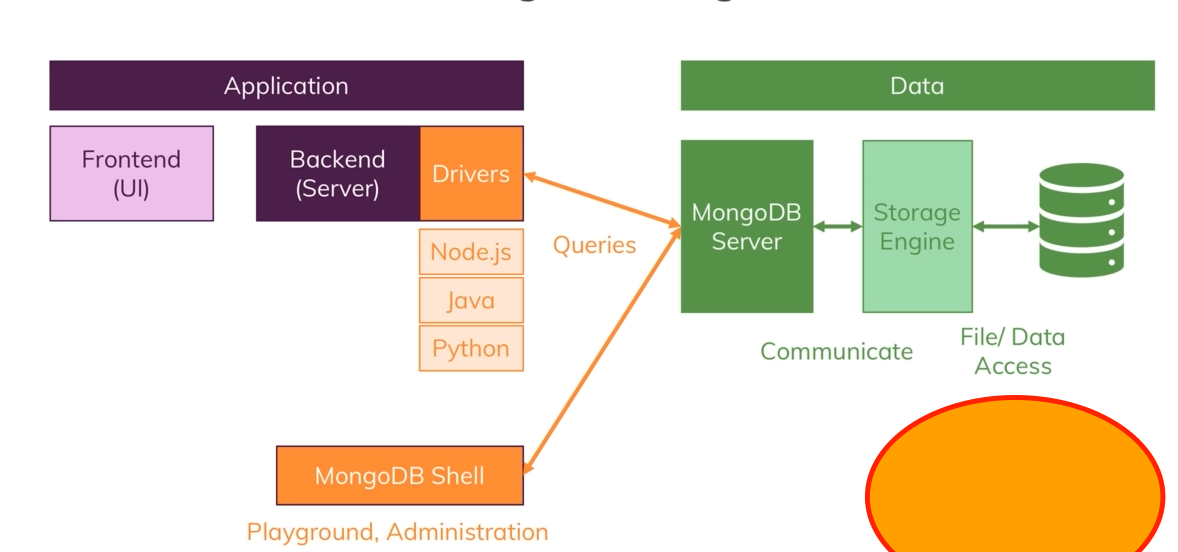 Application
Data
Frontend
(UI)
Backend
(Server)
Drivers
Node.js
Java
Python
Queries
MongoDB
Server
Storage
Engine
Communicate
File/ Data
Access
MongoDB Shell
Playground, Administration